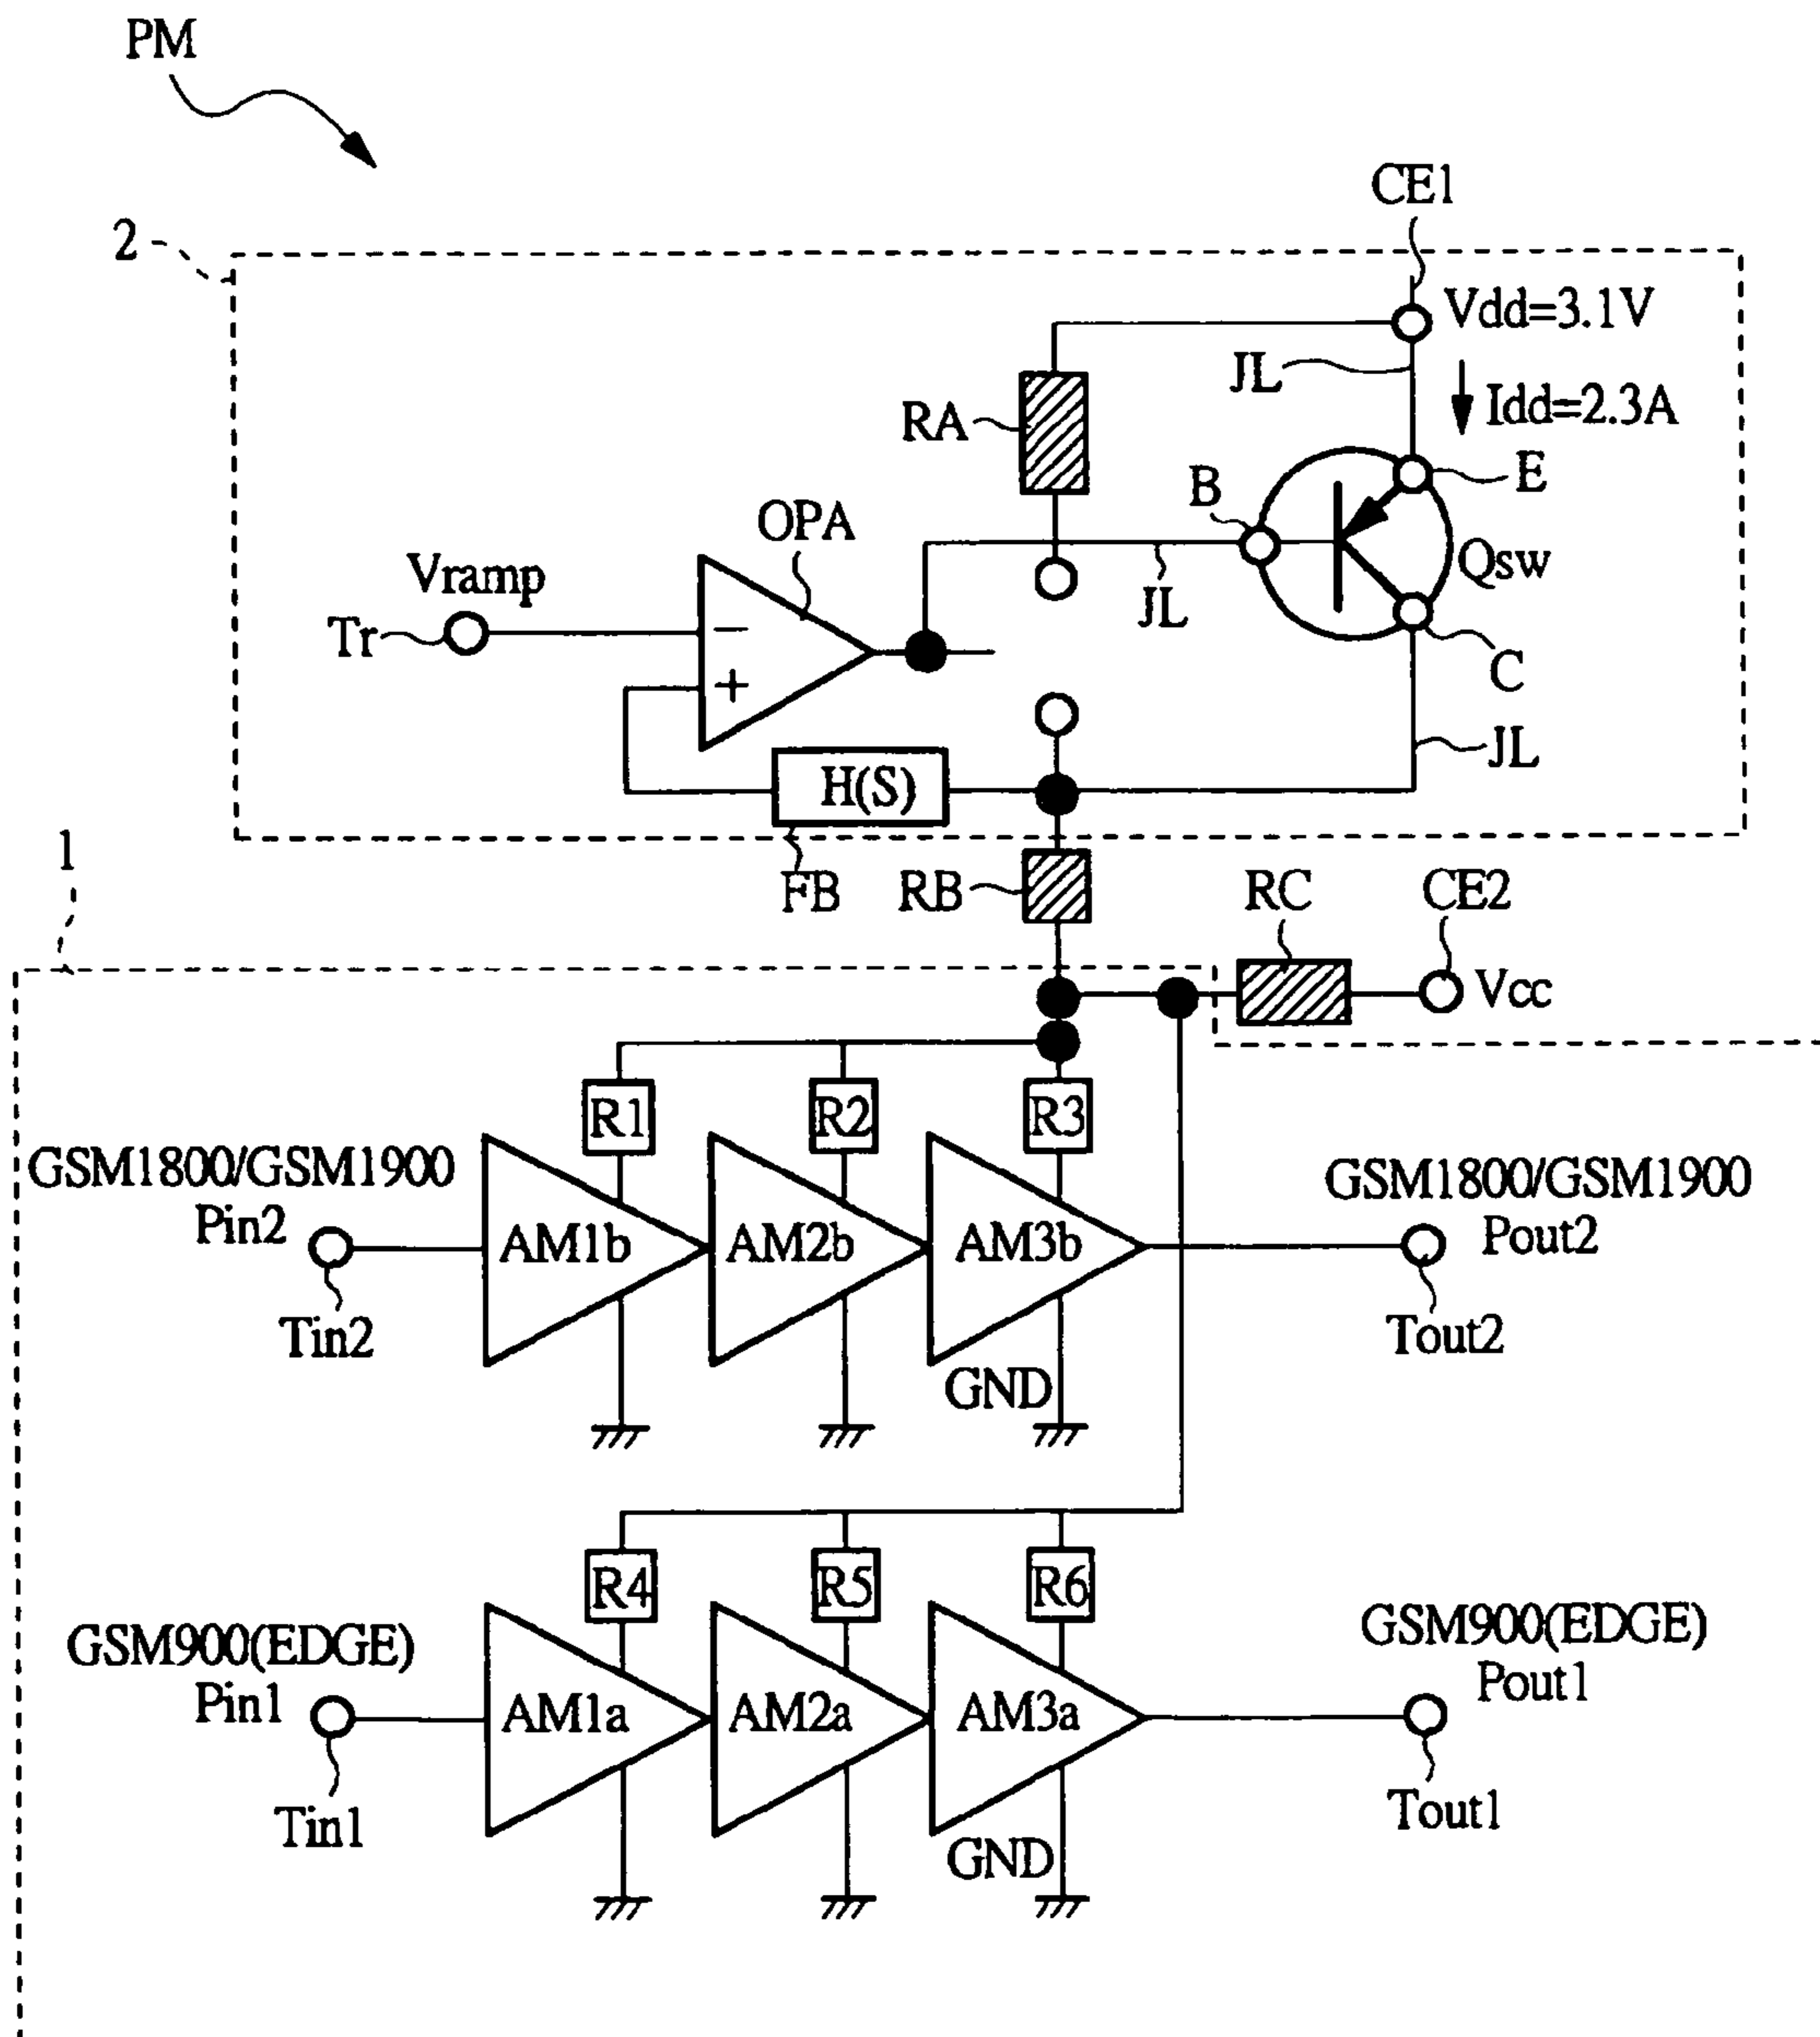 PM
CE1
2
Vdd=3.1V
JL
Idd=2.3A
RA
B
E
OPA
Vramp
Qsw
Tr
−
JL
C
+
JL
H(S)
1
FB
RB
RC
CE2
Vcc
R1
R2
R3
GSM1800/GSM1900
Pin2
GSM1800/GSM1900
Pout2
AM1b
AM2b
AM3b
Tin2
Tout2
GND
R4
R5
R6
GSM900(EDGE)
Pin1
GSM900(EDGE)
Pout1
AM1a
AM2a
AM3a
Tin1
Tout1
GND